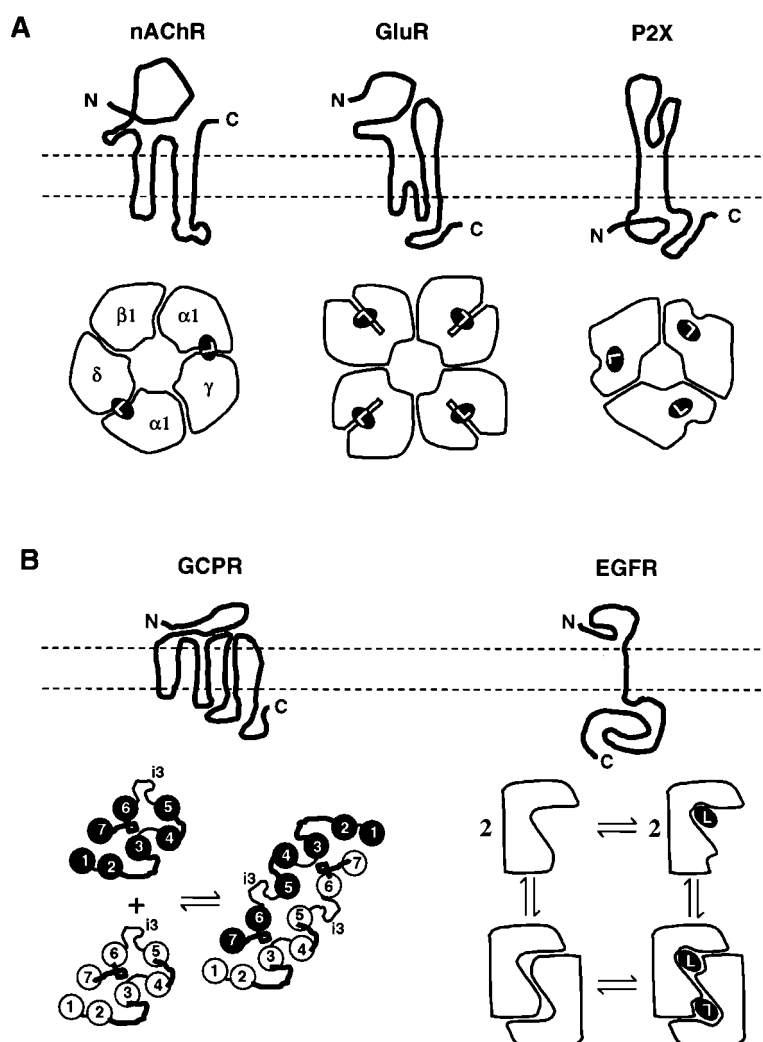 A
nAChR GluR P2X
N C N C N C
β1 α1
δ γ
α1
L L
L L
L L
L L
L
B
GCPR EGFR
N C N C
i3
6 5
7 4
3
1 2
+
i3
6 5
7 4
3
1 2
2 1
4 3 7
i3 5 6
6 5 i3
7 3 4
1 2
2 2 L
L
L